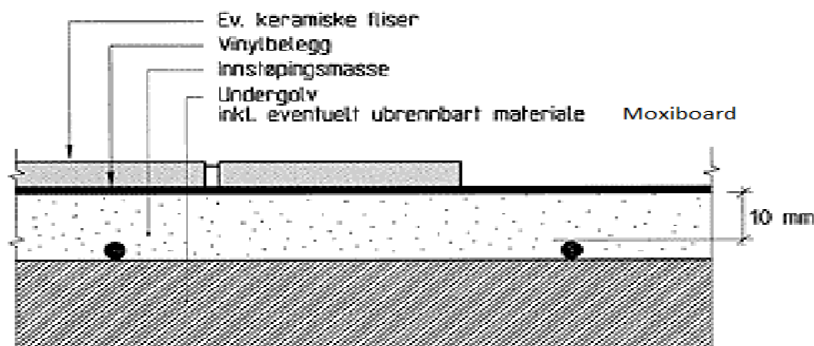 Ev. keramiske fliser
Vinylbelegg
Innstøpingsmasse
Undergolv
inkl. eventuelt ubrennbart materiale Moxiboard
10 mm